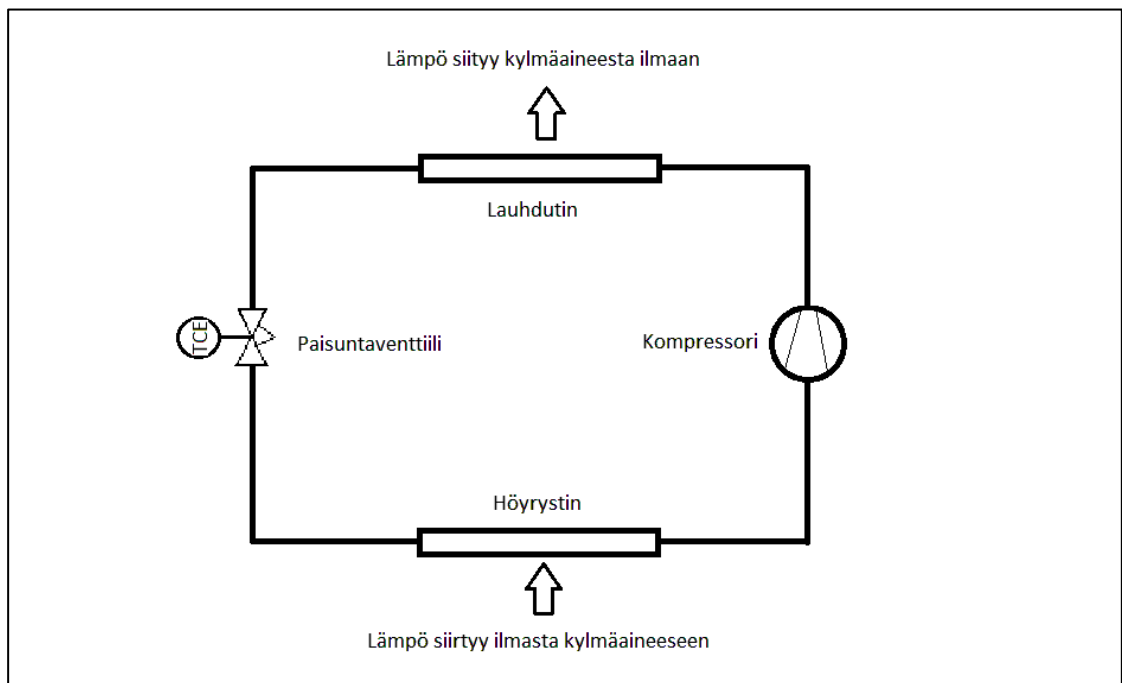 Lämpö siityy kylmäaineesta ilmaan
Lauhdutin
TCE
Paisuntaventtiili
Kompressori
Höyrystin
Lämpö siirtyy ilmasta kylmäaineeseen